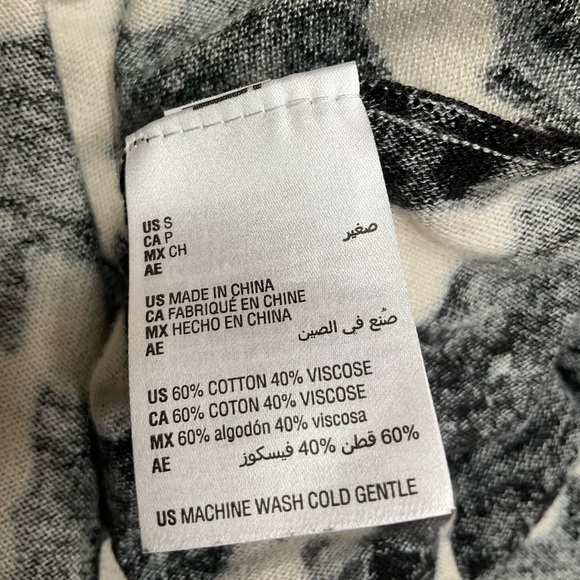 US S
CA P
MX CH
AE صغير
US MADE IN CHINA
CA FABRIQUÉ EN CHINE
MX HECHO EN CHINA
AE صُنع في الصين
US 60% COTTON 40% VISCOSE
CA 60% COTON 40% VISCOSE
MX 60% algodón 40% viscosa
AE 60% قطن 40% فيسكوز
US MACHINE WASH COLD GENTLE